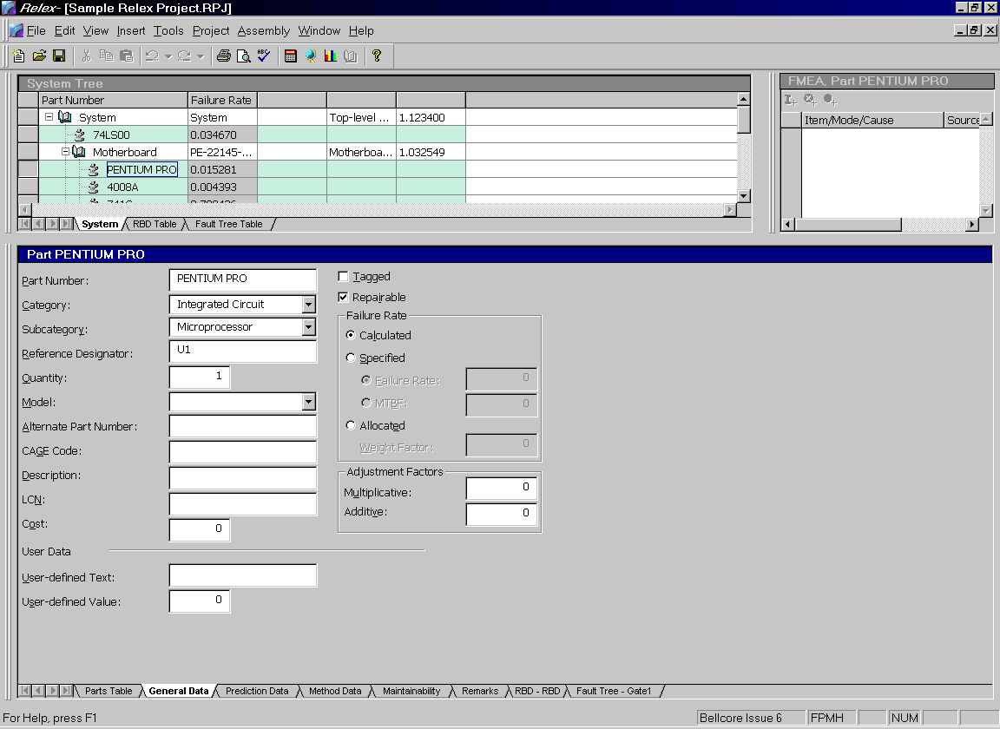 Relex- [Sample Relex Project.RPJ]
File Edit View Insert Tools Project Assembly Window Help
System Tree
Part Number Failure Rate
System System Top-level ... 1.123400
74LS00 0.034670
Motherboard PE-22145-... Motherboa... 1.032549
PENTIUM PRO 0.015281
4008A 0.004393
System RBD Table Fault Tree Table
FMEA, Part PENTIUM PRO
Item/Mode/Cause Source
Part PENTIUM PRO
Part Number: PENTIUM PRO
Category: Integrated Circuit
Subcategory: Microprocessor
Reference Designator: U1
Quantity: 1
Model:
Alternate Part Number:
CAGE Code:
Description:
LCN:
Cost: 0
User Data
User-defined Text:
User-defined Value: 0
Tagged
Repairable
Failure Rate
Calculated
Specified
Failure Rate: 0
MTBF: 0
Allocated
Weight Factor: 0
Adjustment Factors
Multiplicative: 0
Additive: 0
Parts Table General Data Prediction Data Method Data Maintainability Remarks RBD - RBD Fault Tree - Gate1
For Help, press F1 Bellcore Issue 6 FPMH NUM